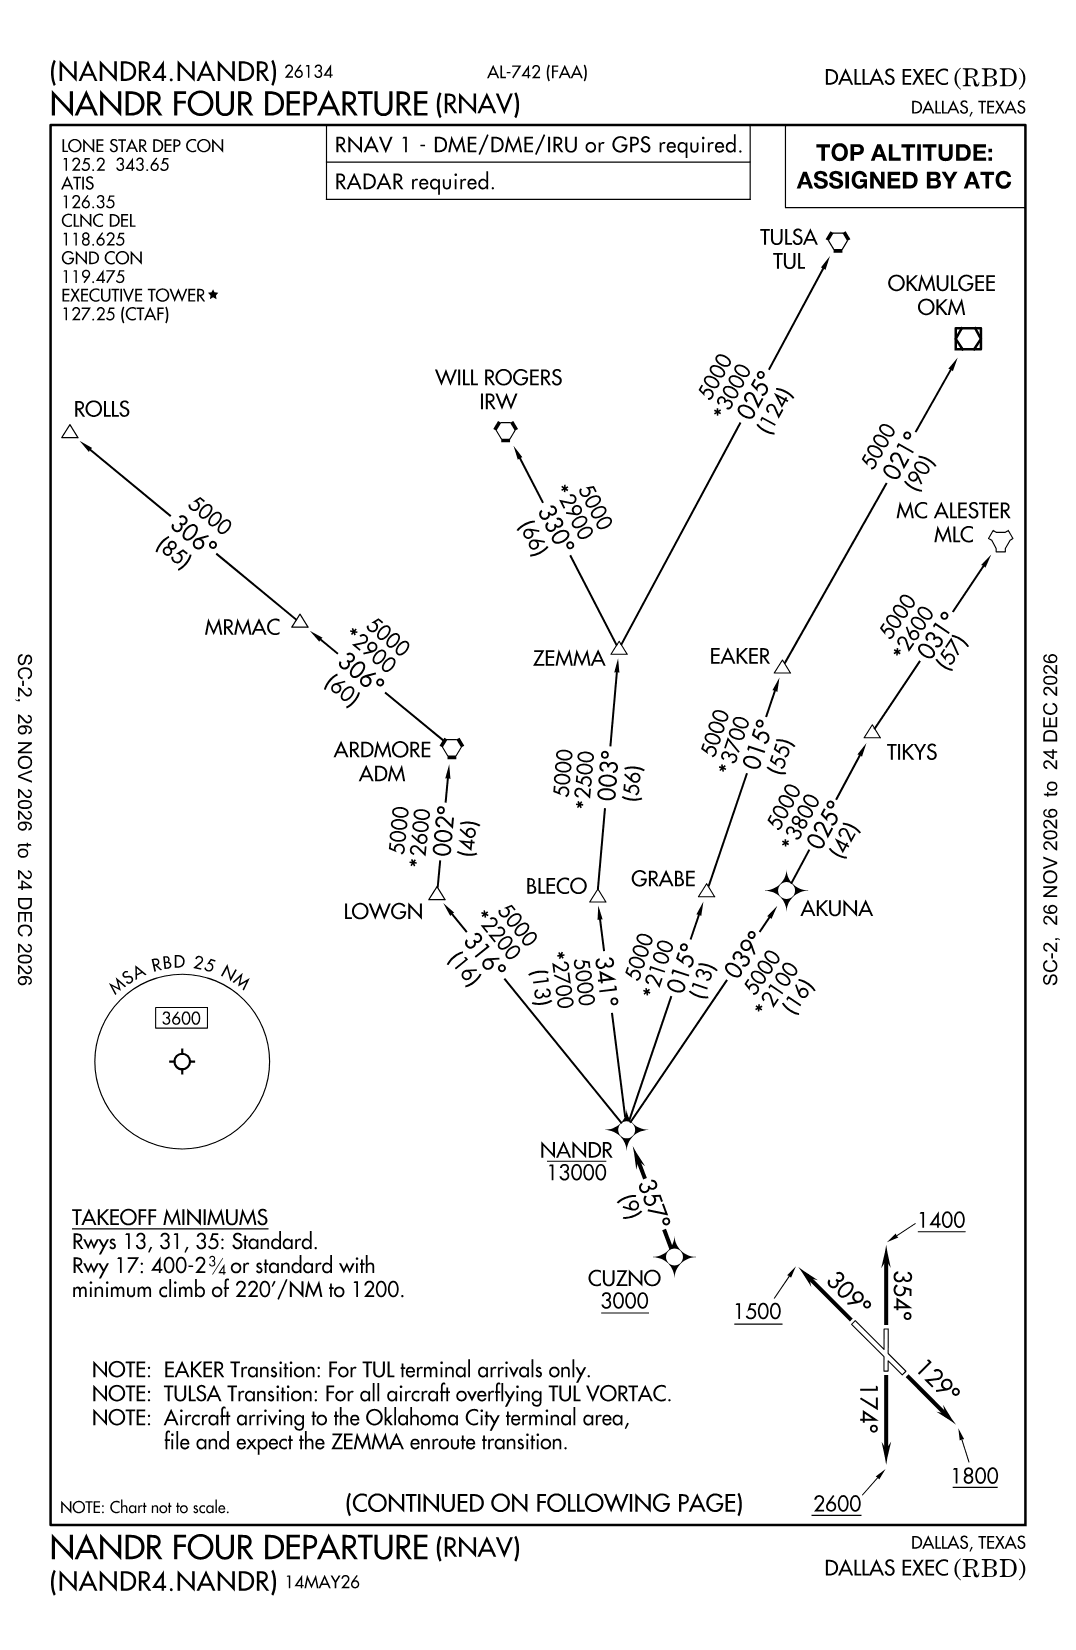 (NANDR4.NANDR) 26134
AL-742 (FAA)
DALLAS EXEC (RBD)
NANDR FOUR DEPARTURE (RNAV)
DALLAS, TEXAS
LONE STAR DEP CON
125.2 343.65
ATIS
126.35
CLNC DEL
118.625
GND CON
119.475
EXECUTIVE TOWER★
127.25 (CTAF)
RNAV 1 - DME/DME/IRU or GPS required.
RADAR required.
TOP ALTITUDE:
ASSIGNED BY ATC
TULSA
TUL
OKMULGEE
OKM
5000
*3000
025°
(124)
WILL ROGERS
IRW
ROLLS
5000
021°
(90)
MC ALESTER
MLC
5000
306°
(85)
5000
*2900
330°
(66)
MRMAC
5000
*2900
306°
(60)
ZEMMA
EAKER
5000
*2600
031°
(57)
ARDMORE
ADM
5000
*2500
003°
(56)
5000
*3700
015°
(55)
TIKYS
5000
*2600
002°
(46)
5000
*3800
025°
(42)
LOWGN
BLECO
GRABE
AKUNA
5000
*2200
316°
(16)
341°
5000
*2700
(13)
5000
*2100
015°
(13)
039°
5000
*2100
(16)
MSA RBD 25 NM
3600
NANDR
13000
357°
(9)
CUZNO
3000
TAKEOFF MINIMUMS
Rwys 13, 31, 35: Standard.
Rwy 17: 400-2¾ or standard with
minimum climb of 220'/NM to 1200.
1400
1500
309°
354°
174°
129°
1800
2600
NOTE: EAKER Transition: For TUL terminal arrivals only.
NOTE: TULSA Transition: For all aircraft overflying TUL VORTAC.
NOTE: Aircraft arriving to the Oklahoma City terminal area,
file and expect the ZEMMA enroute transition.
NOTE: Chart not to scale.
(CONTINUED ON FOLLOWING PAGE)
NANDR FOUR DEPARTURE (RNAV)
(NANDR4.NANDR) 14MAY26
DALLAS, TEXAS
DALLAS EXEC (RBD)
SC-2, 26 NOV 2026 to 24 DEC 2026
SC-2, 26 NOV 2026 to 24 DEC 2026